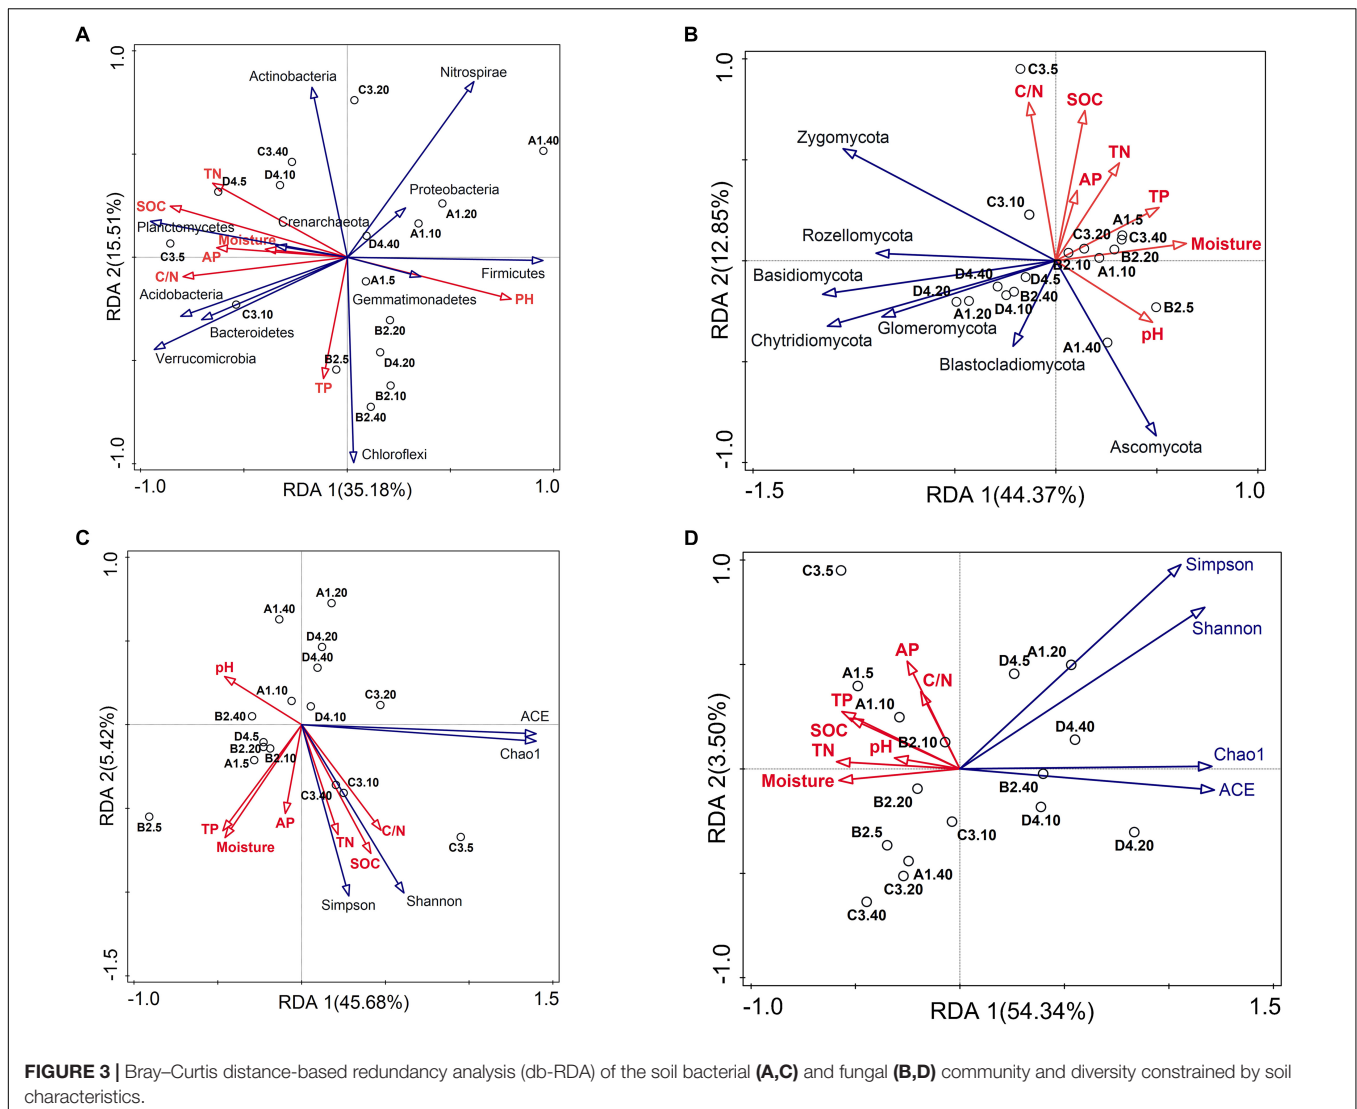 A
1.0
Actinobacteria
Nitrospirae
C3.20
A1.40
C3.40
D4.10
TN
D4.5
Proteobacteria
SOC
Crenarchaeota
A1.20
Planctomycetes
A1.10
Moisture
D4.40
C3.5
AP
Firmicutes
C/N
A1.5
Acidobacteria
Gemmatimonadetes
PH
C3.10
Bacteroidetes
B2.20
Verrucomicrobia
B2.5
D4.20
TP
B2.10
B2.40
Chloroflexi
RDA 2(15.51%)
-1.0
-1.0
RDA 1(35.18%)
1.0
B
1.0
C3.5
C/N
SOC
Zygomycota
TN
AP
TP
C3.10
A1.5
Rozellomycota
C3.20
C3.40
Moisture
B2.20
B2.10
A1.10
Basidiomycota
D4.40
D4.5
D4.20
B2.40
A1.20
D4.10
B2.5
Glomeromycota
pH
Chytridiomycota
A1.40
Blastocladiomycota
Ascomycota
RDA 2(12.85%)
-1.0
-1.5
RDA 1(44.37%)
1.0
C
1.0
A1.20
A1.40
D4.20
D4.40
pH
A1.10
C3.20
B2.40
D4.10
ACE
D4.5
B2.20
B2.10
Chao1
A1.5
C3.10
C3.40
B2.5
TP
AP
C/N
Moisture
TN
C3.5
SOC
Simpson
Shannon
RDA 2(5.42%)
-1.5
-1.0
RDA 1(45.68%)
1.5
D
1.0
C3.5
Simpson
Shannon
AP
A1.20
D4.5
A1.5
C/N
TP
A1.10
SOC
D4.40
B2.10
TN
pH
Chao1
Moisture
B2.40
ACE
B2.20
D4.10
C3.10
D4.20
B2.5
A1.40
C3.20
C3.40
RDA 2(3.50%)
-1.0
-1.0
RDA 1(54.34%)
1.5
FIGURE 3 | Bray–Curtis distance-based redundancy analysis (db-RDA) of the soil bacterial (A,C) and fungal (B,D) community and diversity constrained by soil
characteristics.